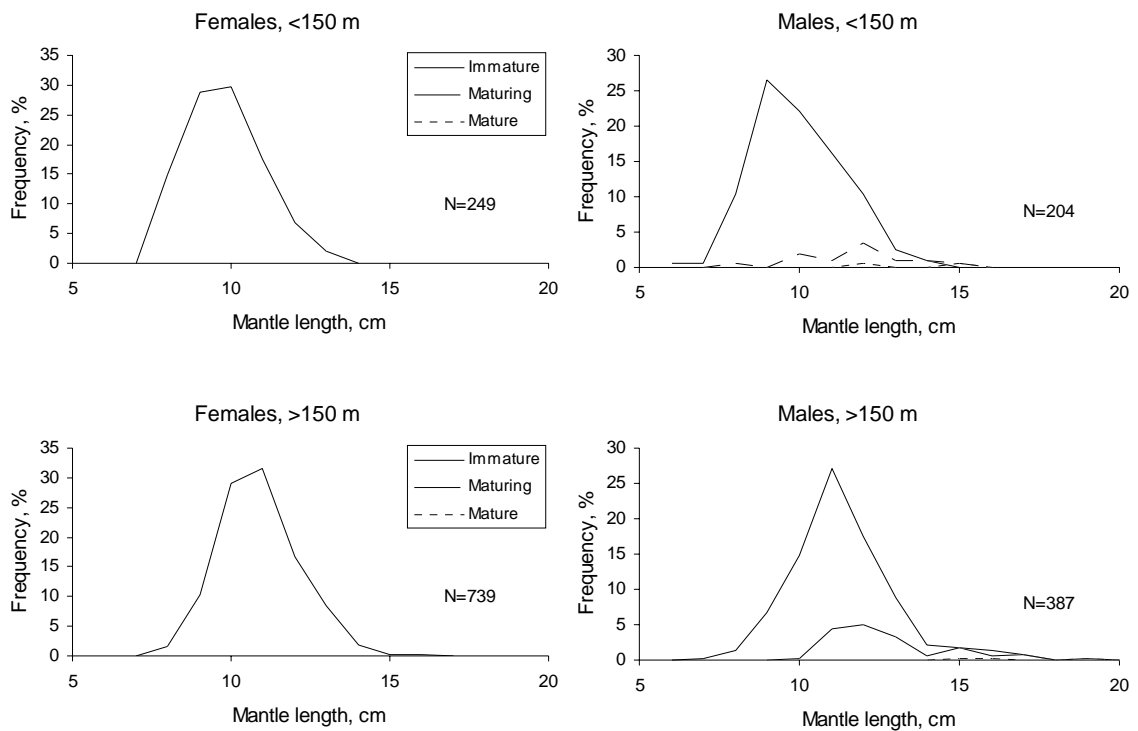 Females, <150 m
35
30
25
20
15
10
5
0
Frequency, %
5
10
15
20
Mantle length, cm
Immature
Maturing
Mature
N=249
Males, <150 m
30
25
20
15
10
5
0
Frequency, %
5
10
15
20
Mantle length, cm
N=204
Females, >150 m
35
30
25
20
15
10
5
0
Frequency, %
5
10
15
20
Mantle length, cm
Immature
Maturing
Mature
N=739
Males, >150 m
30
25
20
15
10
5
0
Frequency, %
5
10
15
20
Mantle length, cm
N=387